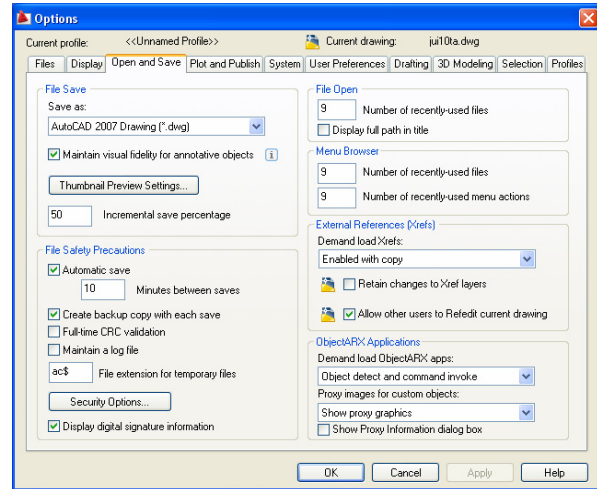 Options
Current profile: <<Unnamed Profile>> Current drawing: jui10ta.dwg
Files Display Open and Save Plot and Publish System User Preferences Drafting 3D Modeling Selection Profiles
File Save
Save as:
AutoCAD 2007 Drawing (*.dwg)
Maintain visual fidelity for annotative objects
Thumbnail Preview Settings...
50 Incremental save percentage
File Safety Precautions
Automatic save
10 Minutes between saves
Create backup copy with each save
Full-time CRC validation
Maintain a log file
ac$ File extension for temporary files
Security Options...
Display digital signature information
File Open
9 Number of recently-used files
Display full path in title
Menu Browser
9 Number of recently-used files
9 Number of recently-used menu actions
External References (Xrefs)
Demand load Xrefs:
Enabled with copy
Retain changes to Xref layers
Allow other users to Refedit current drawing
ObjectARX Applications
Demand load ObjectARX apps:
Object detect and command invoke
Proxy images for custom objects:
Show proxy graphics
Show Proxy Information dialog box
OK Cancel Apply Help